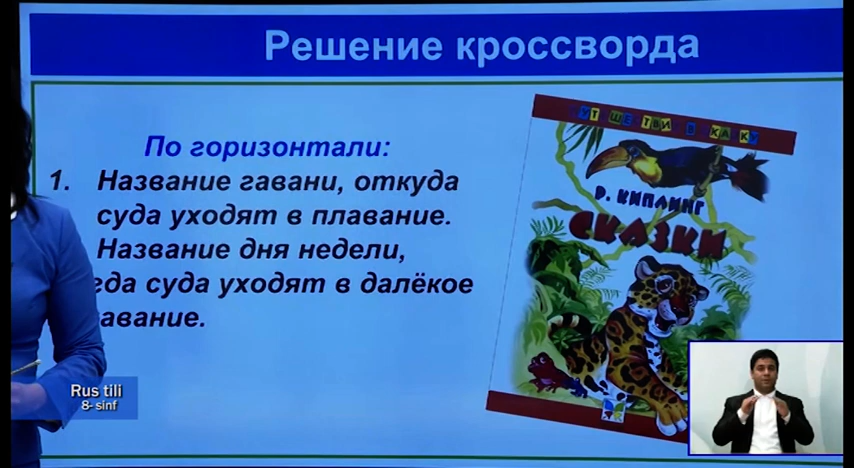 Решение кроссворда
По горизонтали:
1. Название гавани, откуда
суда уходят в плавание.
Название дня недели,
суда уходят в далёкое
Р. КИПЛИНГ
СКАЗКИ
Rus tili
8- sinf